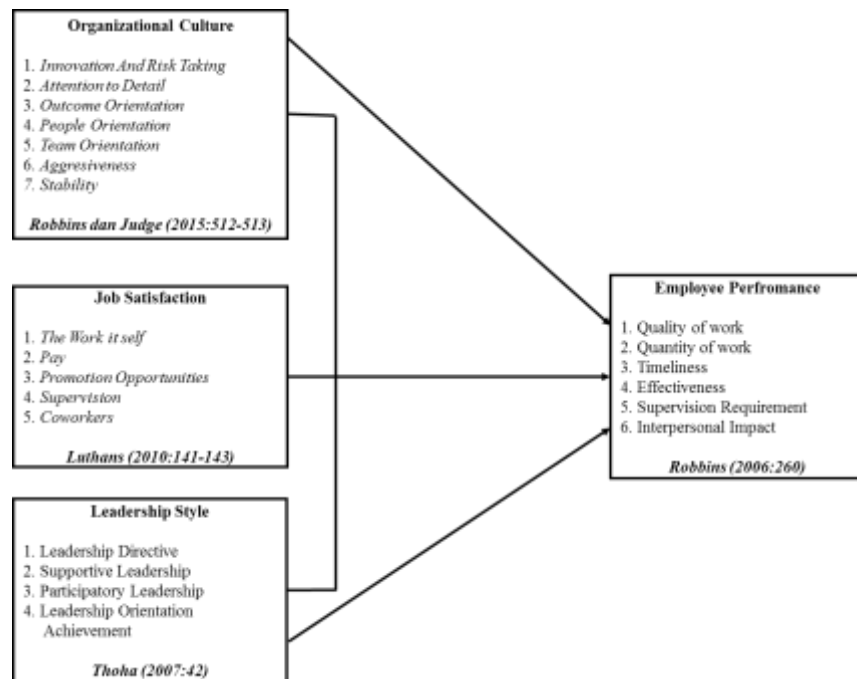 Organizational Culture
1. Innovation And Risk Taking
2. Attention to Detail
3. Outcome Orientation
4. People Orientation
5. Team Orientation
6. Aggresiveness
7. Stability
Robbins dan Judge (2015:512-513)
Job Satisfaction
1. The Work it self
2. Pay
3. Promotion Opportunities
4. Supervision
5. Coworkers
Luthans (2010:141-143)
Leadership Style
1. Leadership Directive
2. Supportive Leadership
3. Participatory Leadership
4. Leadership Orientation
Achievement
Thoha (2007:42)
Employee Perfromance
1. Quality of work
2. Quantity of work
3. Timeliness
4. Effectiveness
5. Supervision Requirement
6. Interpersonal Impact
Robbins (2006:260)